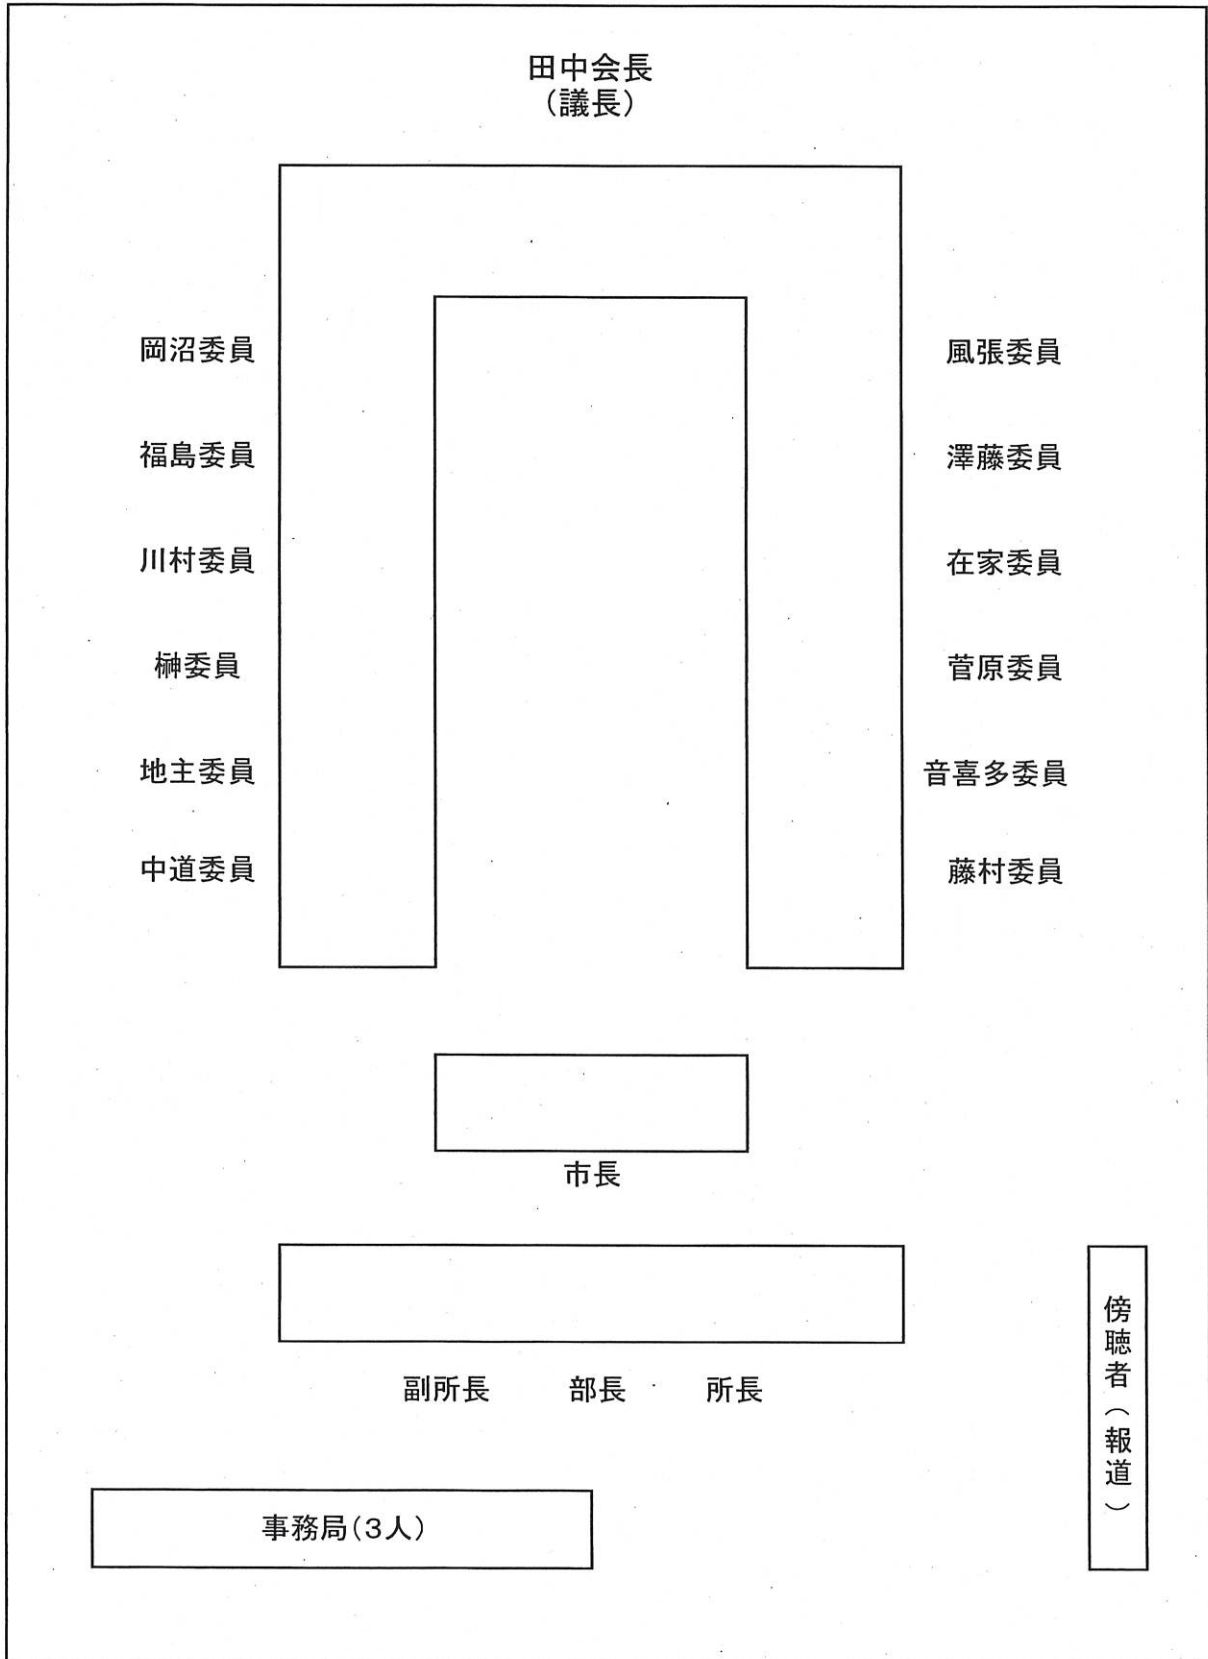 田中会長
（議長）
岡沼委員
風張委員
福島委員
澤藤委員
川村委員
在家委員
榊委員
菅原委員
地主委員
音喜多委員
中道委員
藤村委員
市長
副所長 部長 所長
傍聴者（報道）
事務局（3人）